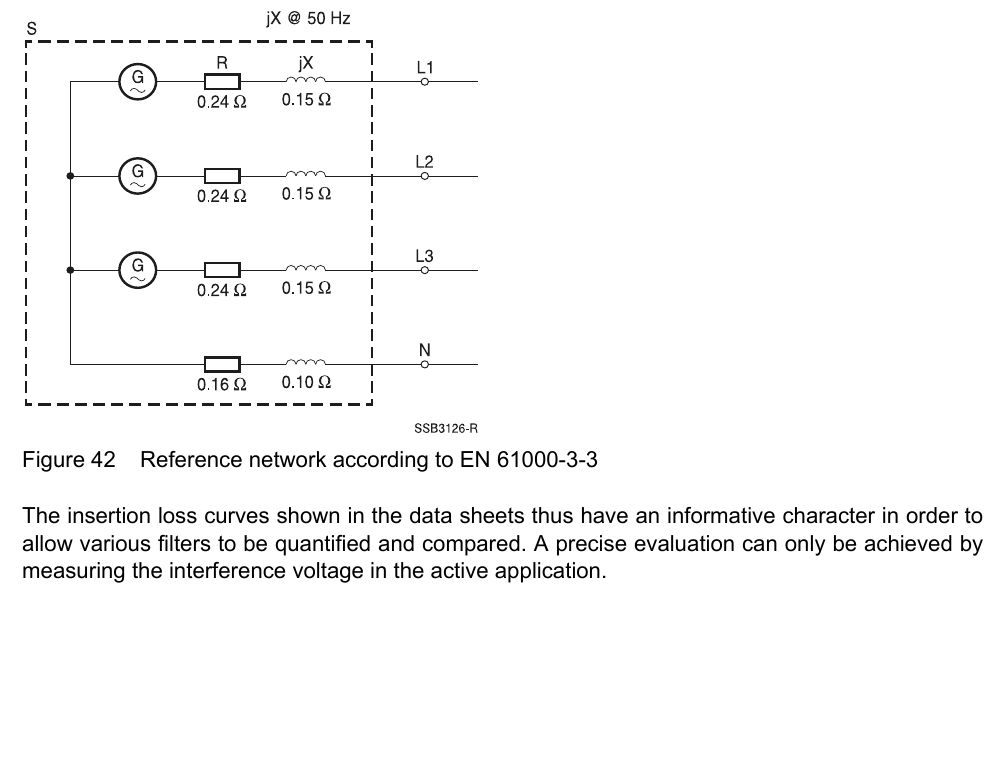 jX @ 50 Hz
S
R jX L1
G
0.24 Ω 0.15 Ω
L2
G
0.24 Ω 0.15 Ω
L3
G
0.24 Ω 0.15 Ω
N
0.16 Ω 0.10 Ω
SSB3126-R
Figure 42 Reference network according to EN 61000-3-3
The insertion loss curves shown in the data sheets thus have an informative character in order to
allow various filters to be quantified and compared. A precise evaluation can only be achieved by
measuring the interference voltage in the active application.